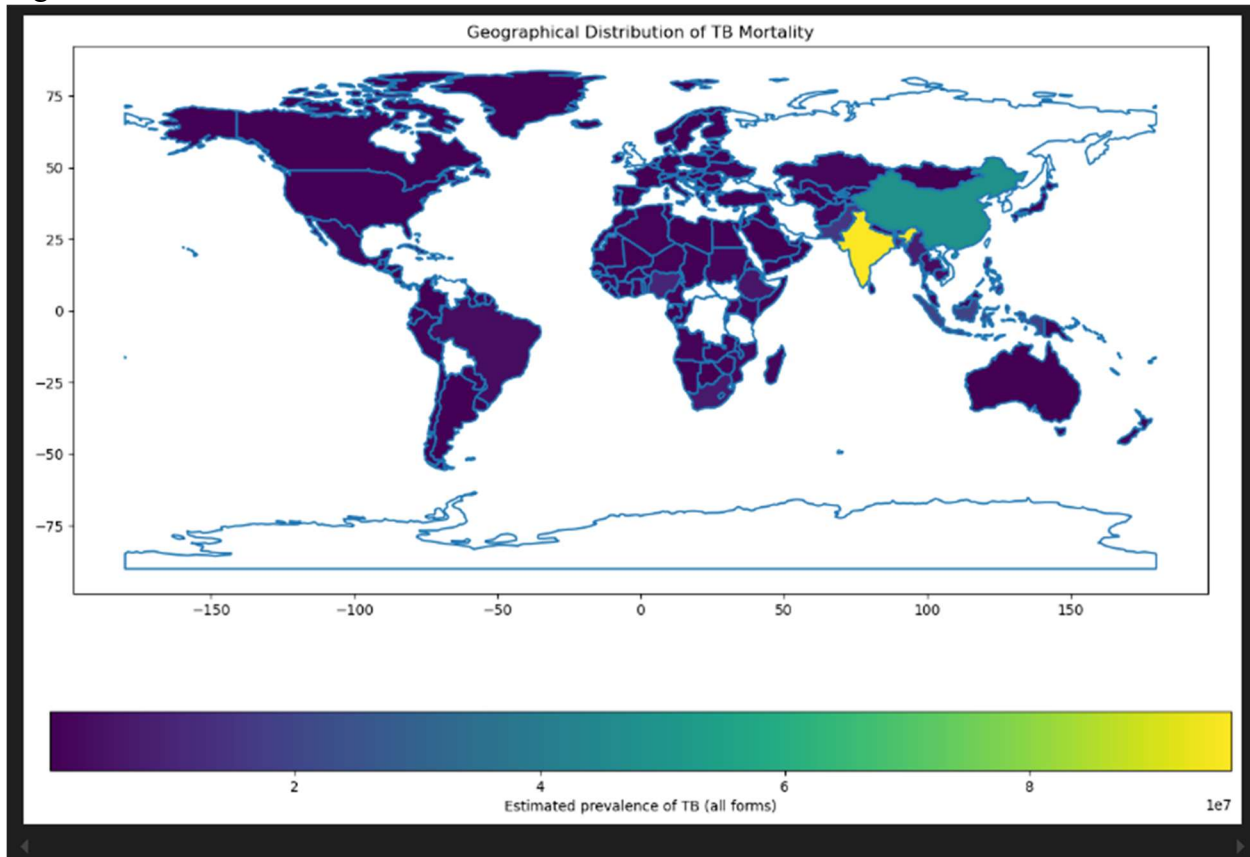 Geographical Distribution of TB Mortality
75
50
25
0
−25
−50
−75
−150 −100 −50 0 50 100 150
2 4 6 8
Estimated prevalence of TB (all forms) 1e7